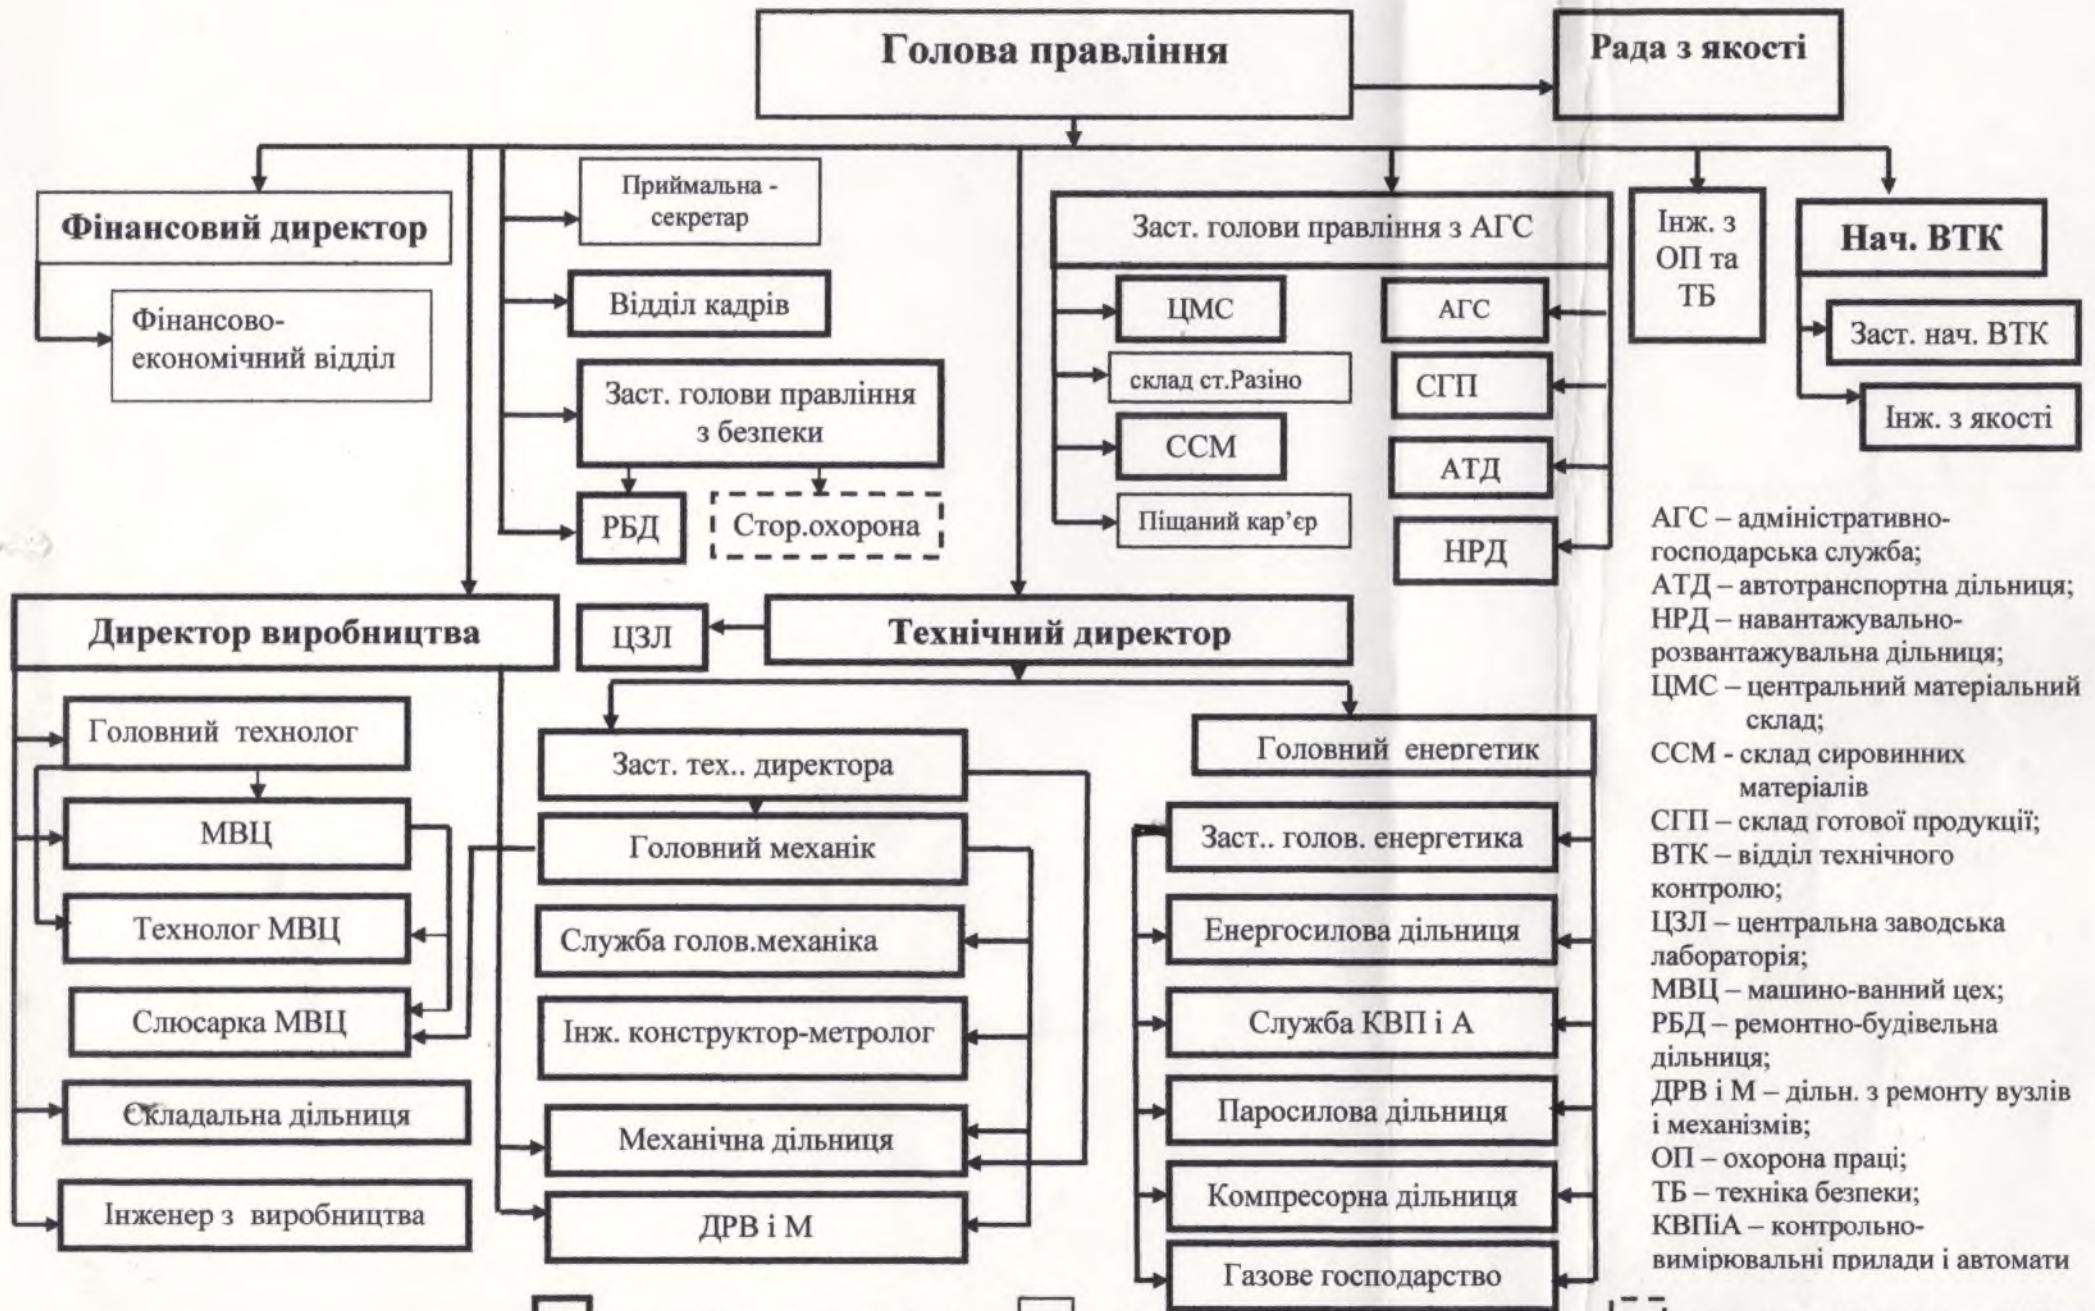 Голова правління
Рада з якості
Фінансовий директор
Фінансово-
економічний відділ
Приймальна -
секретар
Відділ кадрів
Заст. голови правління
з безпеки
РБД
Стор.охорона
Заст. голови правління з АГС
ЦМС
склад ст.Разіно
ССМ
Піщаний кар’єр
АГС
СГП
АТД
НРД
Інж. з
ОП та
ТБ
Нач. ВТК
Заст. нач. ВТК
Інж. з якості
Директор виробництва
ЦЗЛ
Технічний директор
Головний технолог
МВЦ
Технолог МВЦ
Слюсарка МВЦ
Складальна дільниця
Інженер з виробництва
Заст. тех.. директора
Головний механік
Служба голов.механіка
Інж. конструктор-метролог
Механічна дільниця
ДРВ і М
Головний енергетик
Заст.. голов. енергетика
Енергосилова дільниця
Служба КВП і А
Паросилова дільниця
Компресорна дільниця
Газове господарство
АГС – адміністративно-
господарська служба;
АТД – автотранспортна дільниця;
НРД – навантажувально-
розвантажувальна дільниця;
ЦМС – центральний матеріальний
склад;
ССМ - склад сировинних
матеріалів
СГП – склад готової продукції;
ВТК – відділ технічного
контролю;
ЦЗЛ – центральна заводська
лабораторія;
МВЦ – машино-ванний цех;
РБД – ремонтно-будівельна
дільниця;
ДРВ і М – дільн. з ремонту вузлів
і механізмів;
ОП – охорона праці;
ТБ – техніка безпеки;
КВПіА – контрольно-
вимірювальні прилади і автомати